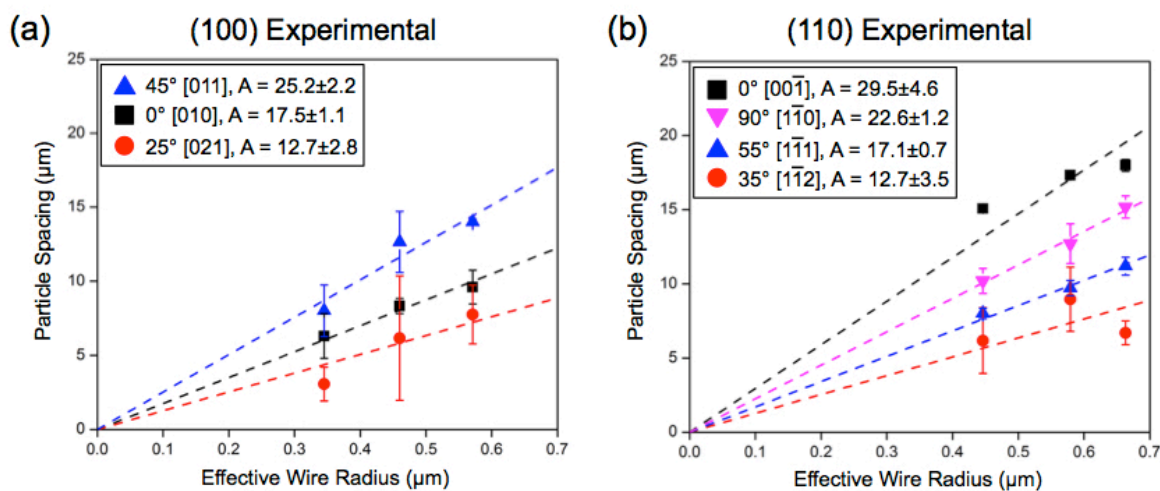 (a) (100) Experimental
25
20
15
10
5
0
Particle Spacing (µm)
45° [011], A = 25.2±2.2
0° [010], A = 17.5±1.1
25° [021], A = 12.7±2.8
0.0 0.1 0.2 0.3 0.4 0.5 0.6 0.7
Effective Wire Radius (µm)
(b) (110) Experimental
25
20
15
10
5
0
Particle Spacing (µm)
0° [001̅], A = 29.5±4.6
90° [11̅0], A = 22.6±1.2
55° [11̅1], A = 17.1±0.7
35° [11̅2], A = 12.7±3.5
0.0 0.1 0.2 0.3 0.4 0.5 0.6 0.7
Effective Wire Radius (µm)